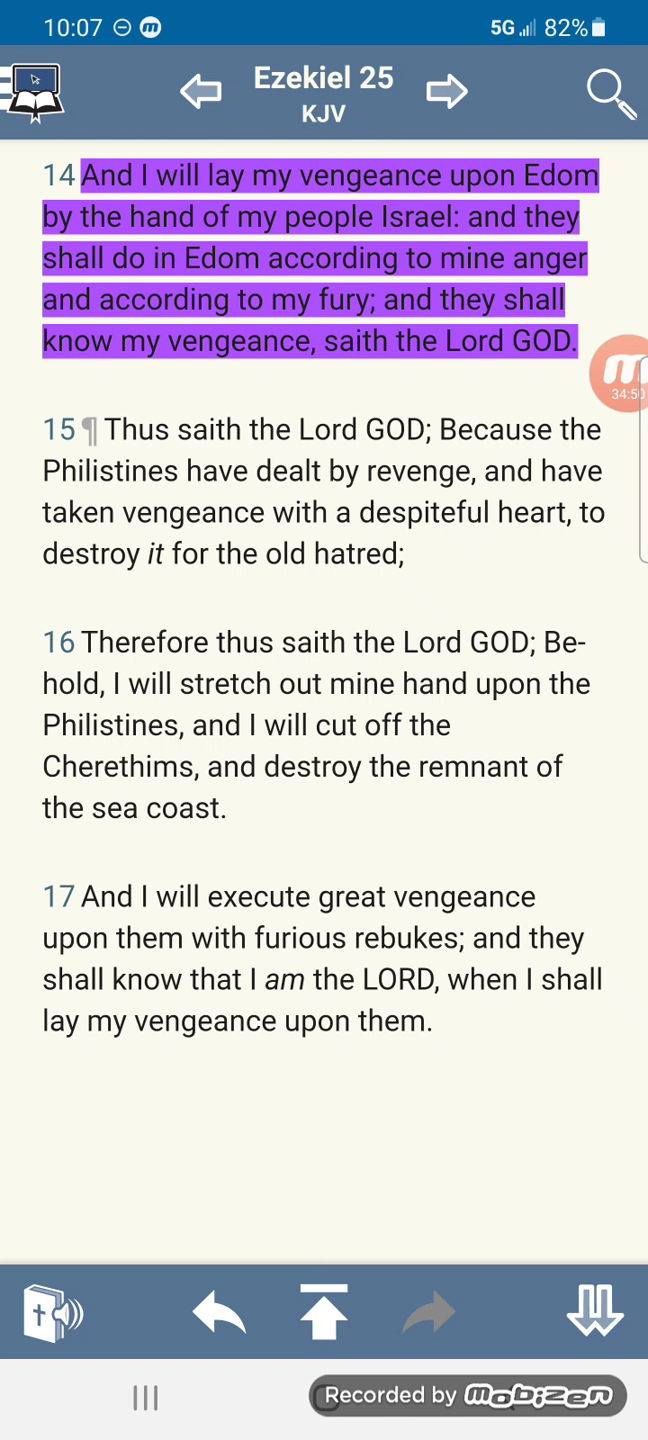 10:07 m 5G 82%
Ezekiel 25
KJV
14 And I will lay my vengeance upon Edom
by the hand of my people Israel: and they
shall do in Edom according to mine anger
and according to my fury; and they shall
know my vengeance, saith the Lord GOD.
m
34:50
15 ¶ Thus saith the Lord GOD; Because the
Philistines have dealt by revenge, and have
taken vengeance with a despiteful heart, to
destroy it for the old hatred;
16 Therefore thus saith the Lord GOD; Be-
hold, I will stretch out mine hand upon the
Philistines, and I will cut off the
Cherethims, and destroy the remnant of
the sea coast.
17 And I will execute great vengeance
upon them with furious rebukes; and they
shall know that I am the LORD, when I shall
lay my vengeance upon them.
Recorded by mobizen